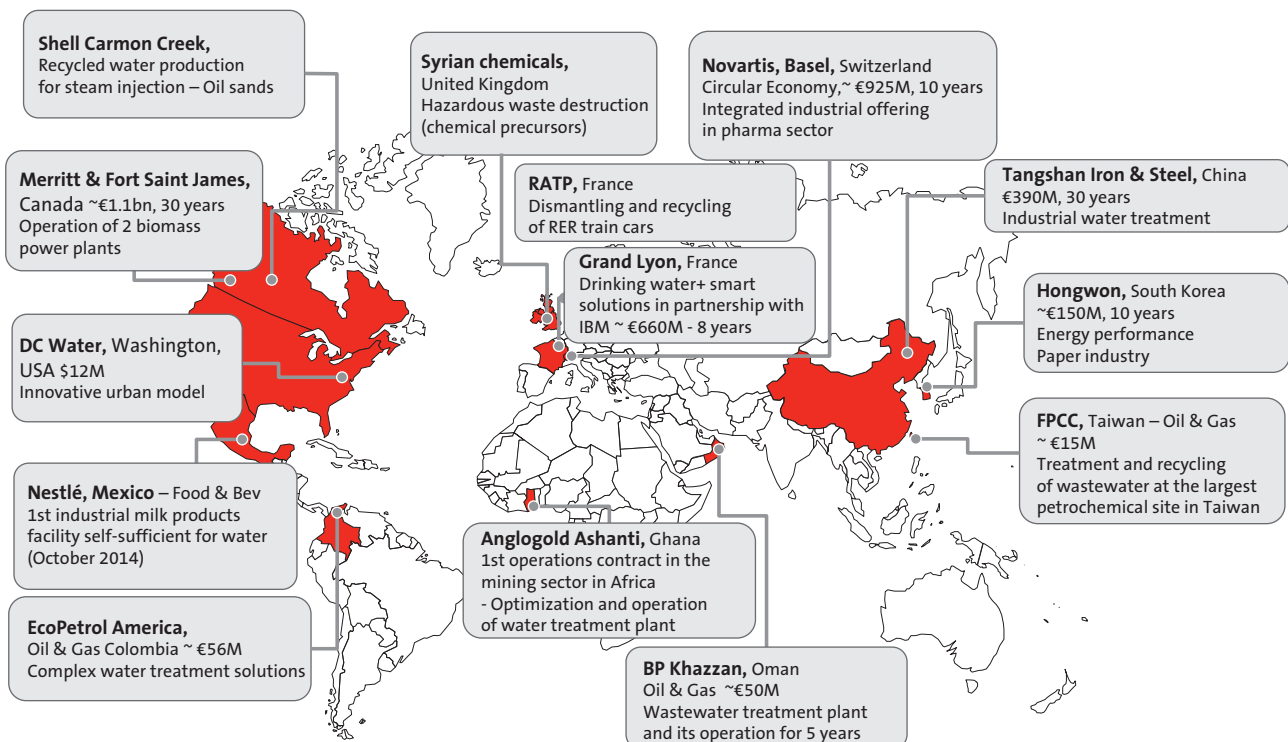 Shell Carmon Creek,
Recycled water production
for steam injection – Oil sands
Syrian chemicals,
United Kingdom
Hazardous waste destruction
(chemical precursors)
Novartis, Basel, Switzerland
Circular Economy,~ €925M, 10 years
Integrated industrial offering
in pharma sector
Merritt & Fort Saint James,
Canada ~€1.1bn, 30 years
Operation of 2 biomass
power plants
RATP, France
Dismantling and recycling
of RER train cars
Tangshan Iron & Steel, China
€390M, 30 years
Industrial water treatment
Grand Lyon, France
Drinking water+ smart
solutions in partnership with
IBM ~ €660M - 8 years
Hongwon, South Korea
~€150M, 10 years
Energy performance
Paper industry
DC Water, Washington,
USA $12M
Innovative urban model
FPCC, Taiwan – Oil & Gas
~ €15M
Treatment and recycling
of wastewater at the largest
petrochemical site in Taiwan
Nestlé, Mexico – Food & Bev
1st industrial milk products
facility self-sufficient for water
(October 2014)
Anglogold Ashanti, Ghana
1st operations contract in the
mining sector in Africa
- Optimization and operation
of water treatment plant
EcoPetrol America,
Oil & Gas Colombia ~ €56M
Complex water treatment solutions
BP Khazzan, Oman
Oil & Gas ~€50M
Wastewater treatment plant
and its operation for 5 years